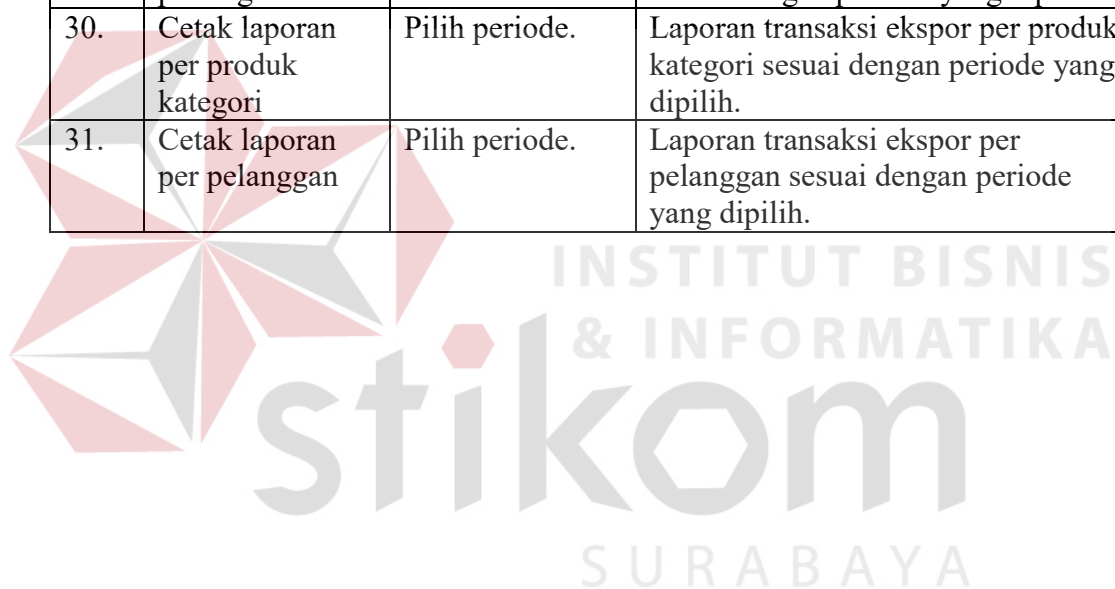 30. Cetak laporan Pilih periode. Laporan transaksi ekspor per produk
per produk kategori sesuai dengan periode yang
kategori dipilih.
31. Cetak laporan Pilih periode. Laporan transaksi ekspor per
per pelanggan pelanggan sesuai dengan periode
yang dipilih.
INSTITUT BISNIS
& INFORMATIKA
stikom
SURABAYA